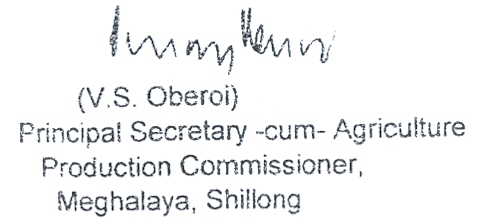 (V.S. Oberoi)
Principal Secretary -cum- Agriculture
Production Commissioner,
Meghalaya, Shillong